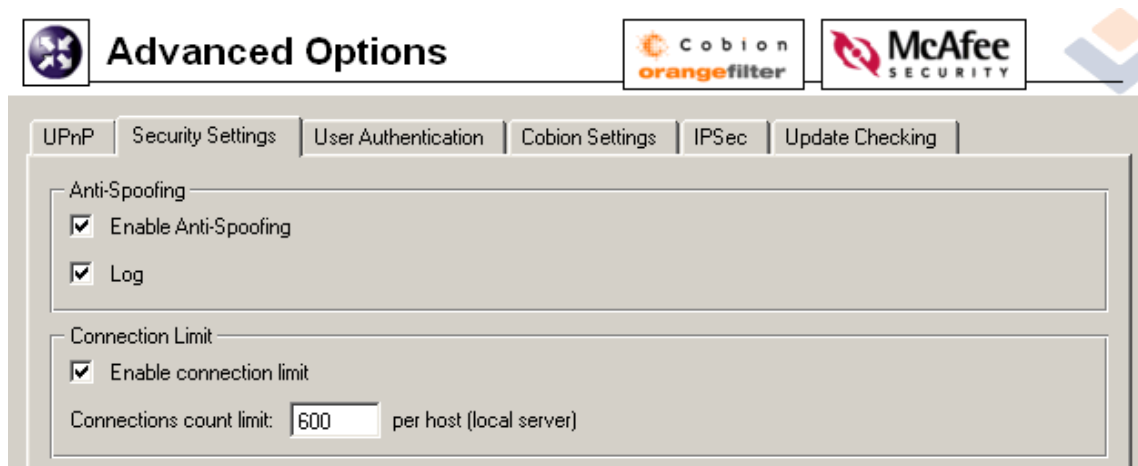 Advanced Options
Cobion
orangefilter
McAfee
SECURITY
UPnP Security Settings User Authentication Cobion Settings IPSec Update Checking
Anti-Spoofing
Enable Anti-Spoofing
Log
Connection Limit
Enable connection limit
Connections count limit: 600 per host (local server)